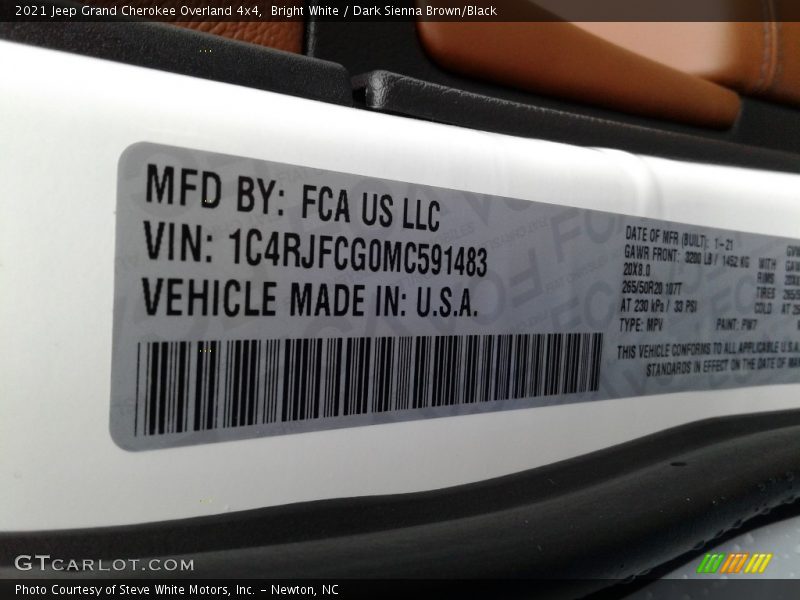 2021 Jeep Grand Cherokee Overland 4x4, Bright White / Dark Sienna Brown/Black
MFD BY: FCA US LLC
VIN: 1C4RJFCG0MC591483
VEHICLE MADE IN: U.S.A.
DATE OF MFR (BUILT): 1-21
GAWR FRONT: 3200 LB / 1452 KG WITH
20X8.0 RIMS
265/50R20 107T TIRES
AT 230 kPa / 33 PSI COLD
TYPE: MPV PAINT: PW7
THIS VEHICLE CONFORMS TO ALL APPLICABLE U.S.A.
STANDARDS IN EFFECT ON THE DATE OF
GTCARLOT.COM
Photo Courtesy of Steve White Motors, Inc. – Newton, NC